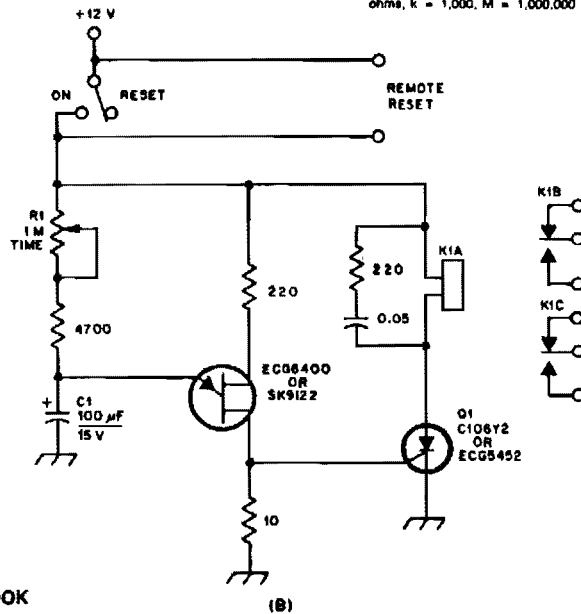 ohms, k = 1,000, M = 1,000,000
+12 V
ON
RESET
REMOTE
RESET
R1
1 M
TIME
4700
+
C1
100 µF
15 V
220
ECG6400
OR
SK9122
10
220
0.05
K1A
Q1
C106Y2
OR
ECG5452
K1B
K1C
OK
(B)